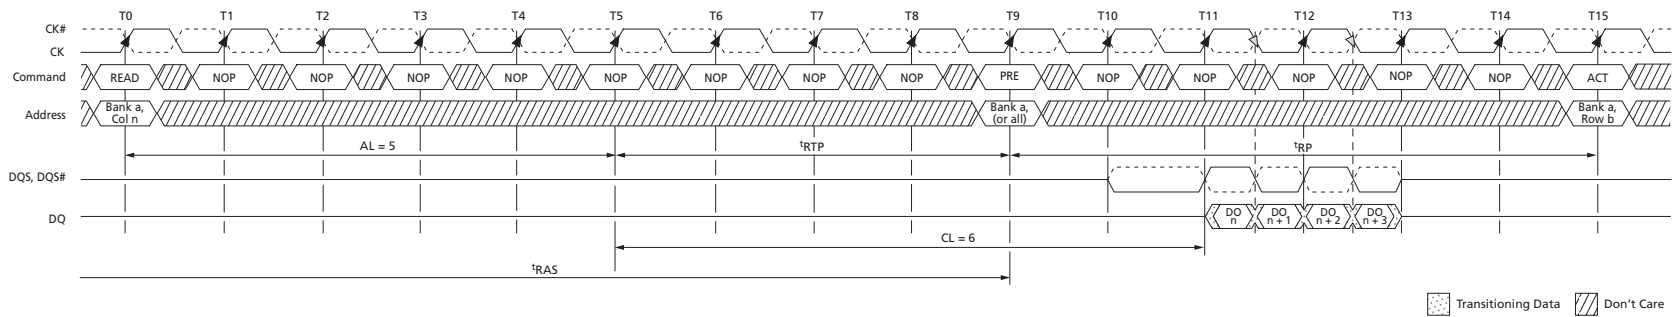 T0 T1 T2 T3 T4 T5 T6 T7 T8 T9 T10 T11 T12 T13 T14 T15
CK#
CK
Command READ NOP NOP NOP NOP NOP NOP NOP NOP PRE NOP NOP NOP NOP NOP ACT
Address Bank a, Col n Bank a, (or all) Bank a, Row b
AL = 5 tRTP tRP
DQS, DQS#
DQ DO n DO n + 1 DO n + 2 DO n + 3
CL = 6
tRAS
Transitioning Data Don't Care